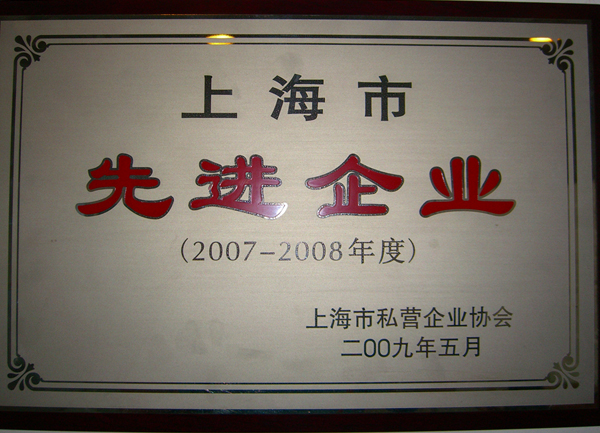 上海市
先进企业
(2007-2008年度)
上海市私营企业协会
二00九年五月